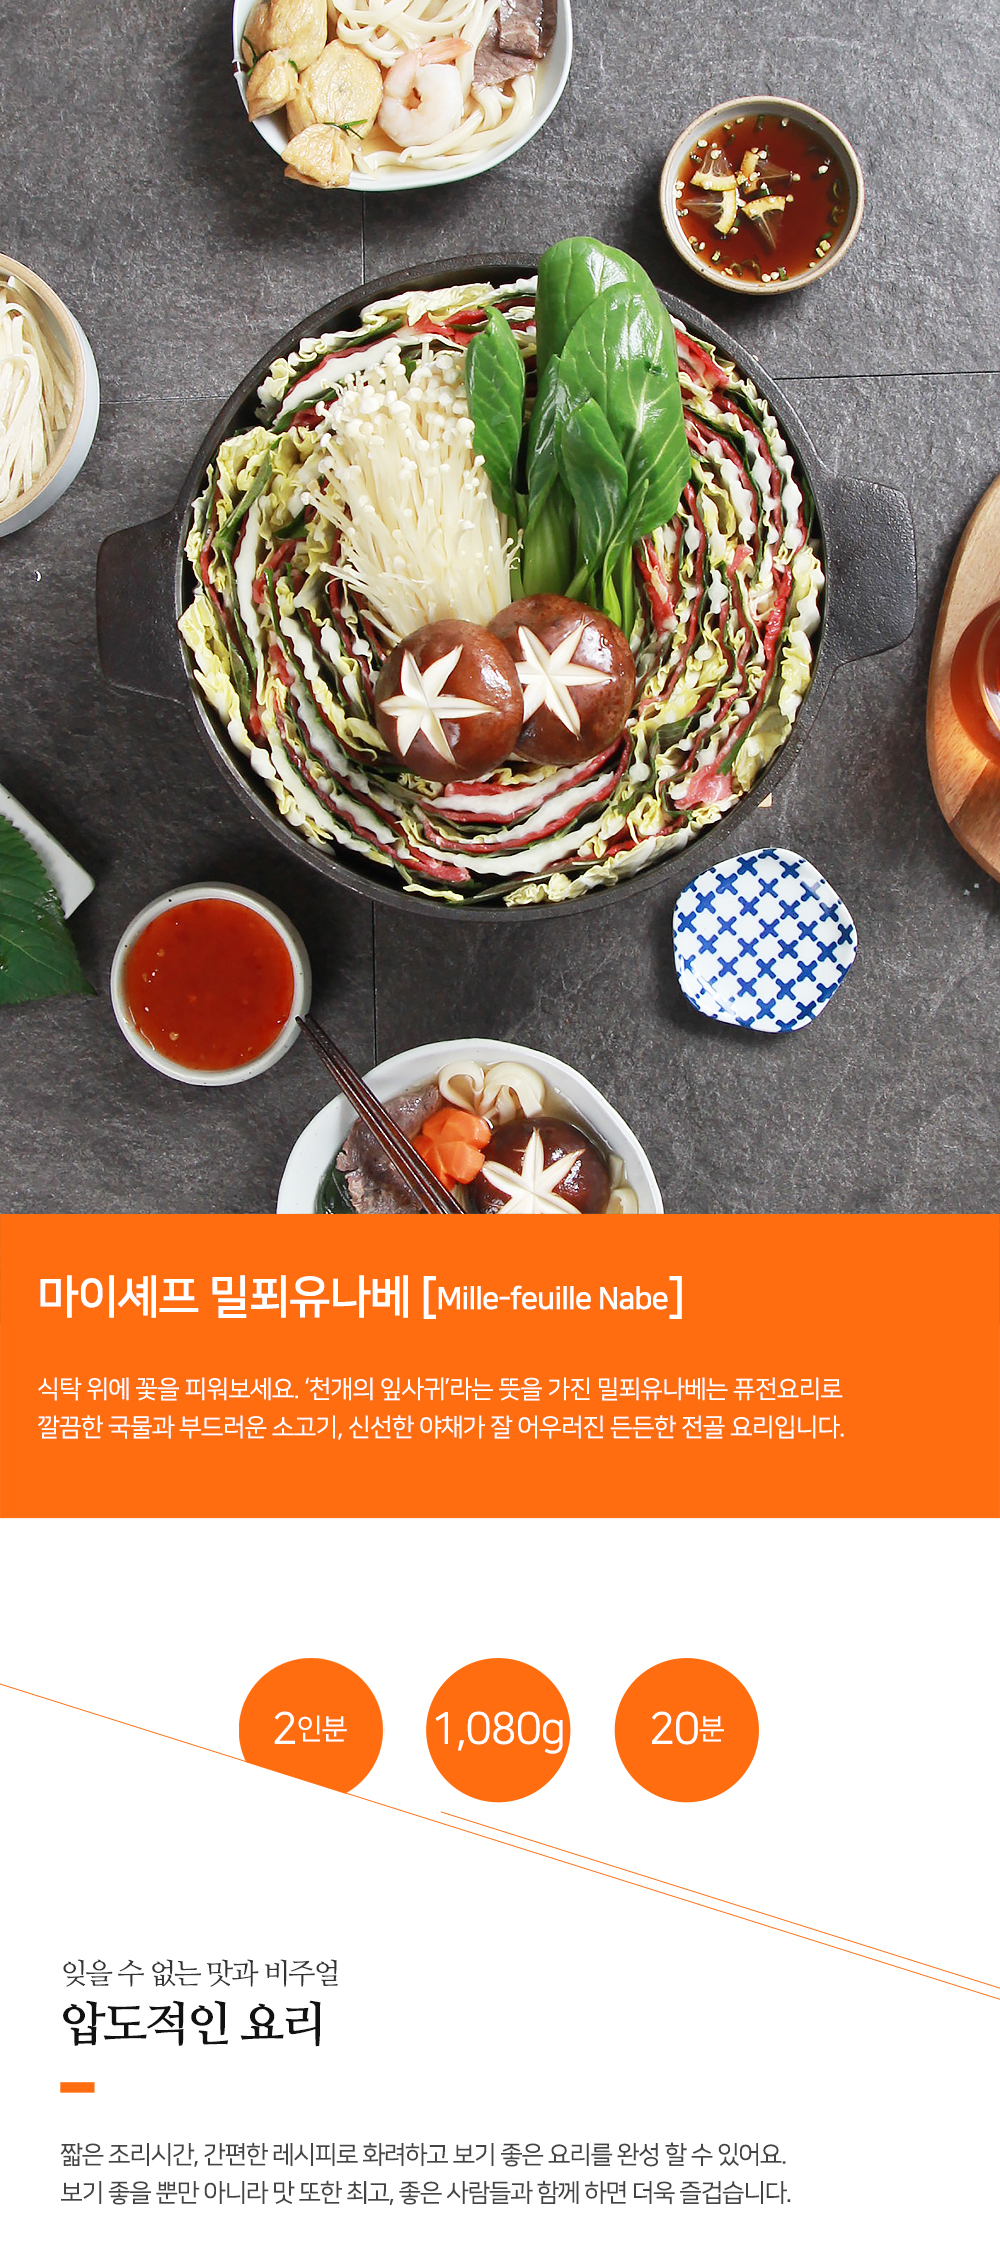 마이셰프 밀푀유나베 [Mille-feuille Nabe]
식탁 위에 꽃을 피워보세요. ‘천개의 잎사귀’라는 뜻을 가진 밀푀유나베는 퓨전요리로
깔끔한 국물과 부드러운 소고기, 신선한 야채가 잘 어우러진 든든한 전골 요리입니다.
2인분
1,080g
20분
잊을 수 없는 맛과 비주얼
압도적인 요리
짧은 조리시간, 간편한 레시피로 화려하고 보기 좋은 요리를 완성 할 수 있어요.
보기 좋을 뿐만 아니라 맛 또한 최고, 좋은 사람들과 함께 하면 더욱 즐겁습니다.